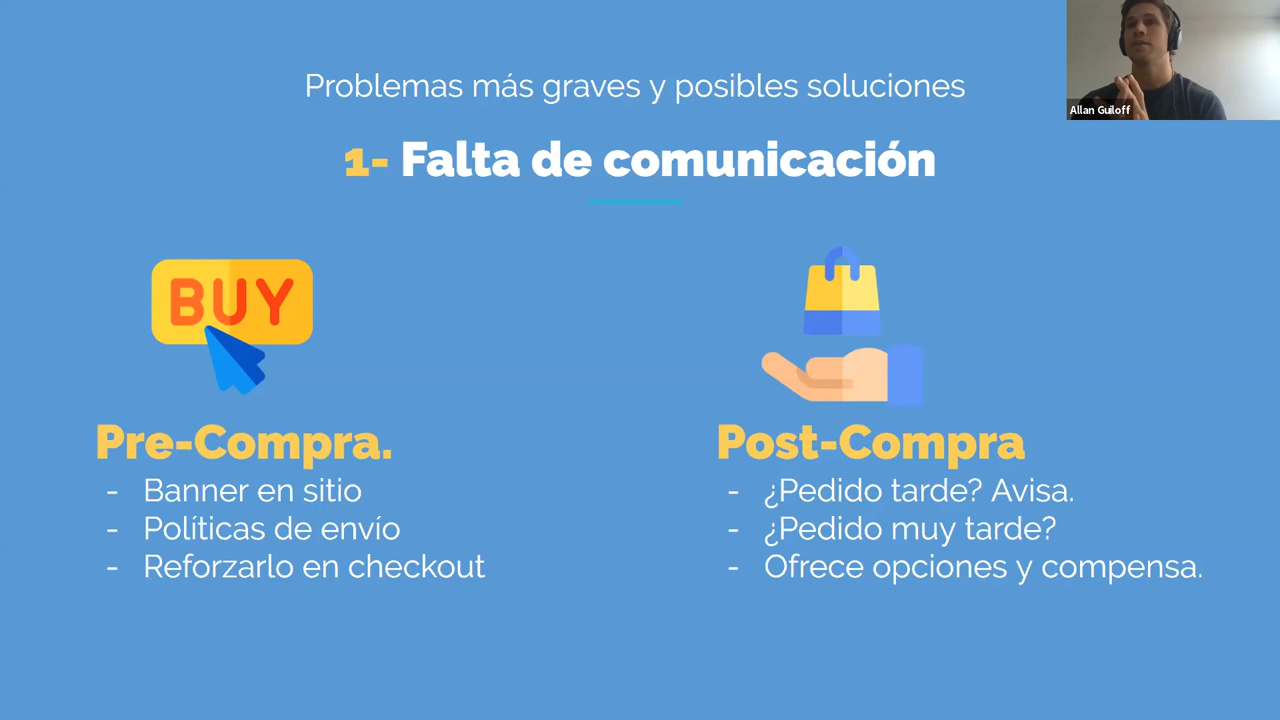 Problemas más graves y posibles soluciones
Allan Guiloff
1- Falta de comunicación
BUY
Pre-Compra.
- Banner en sitio
- Políticas de envío
- Reforzarlo en checkout
Post-Compra
- ¿Pedido tarde? Avisa.
- ¿Pedido muy tarde?
- Ofrece opciones y compensa.